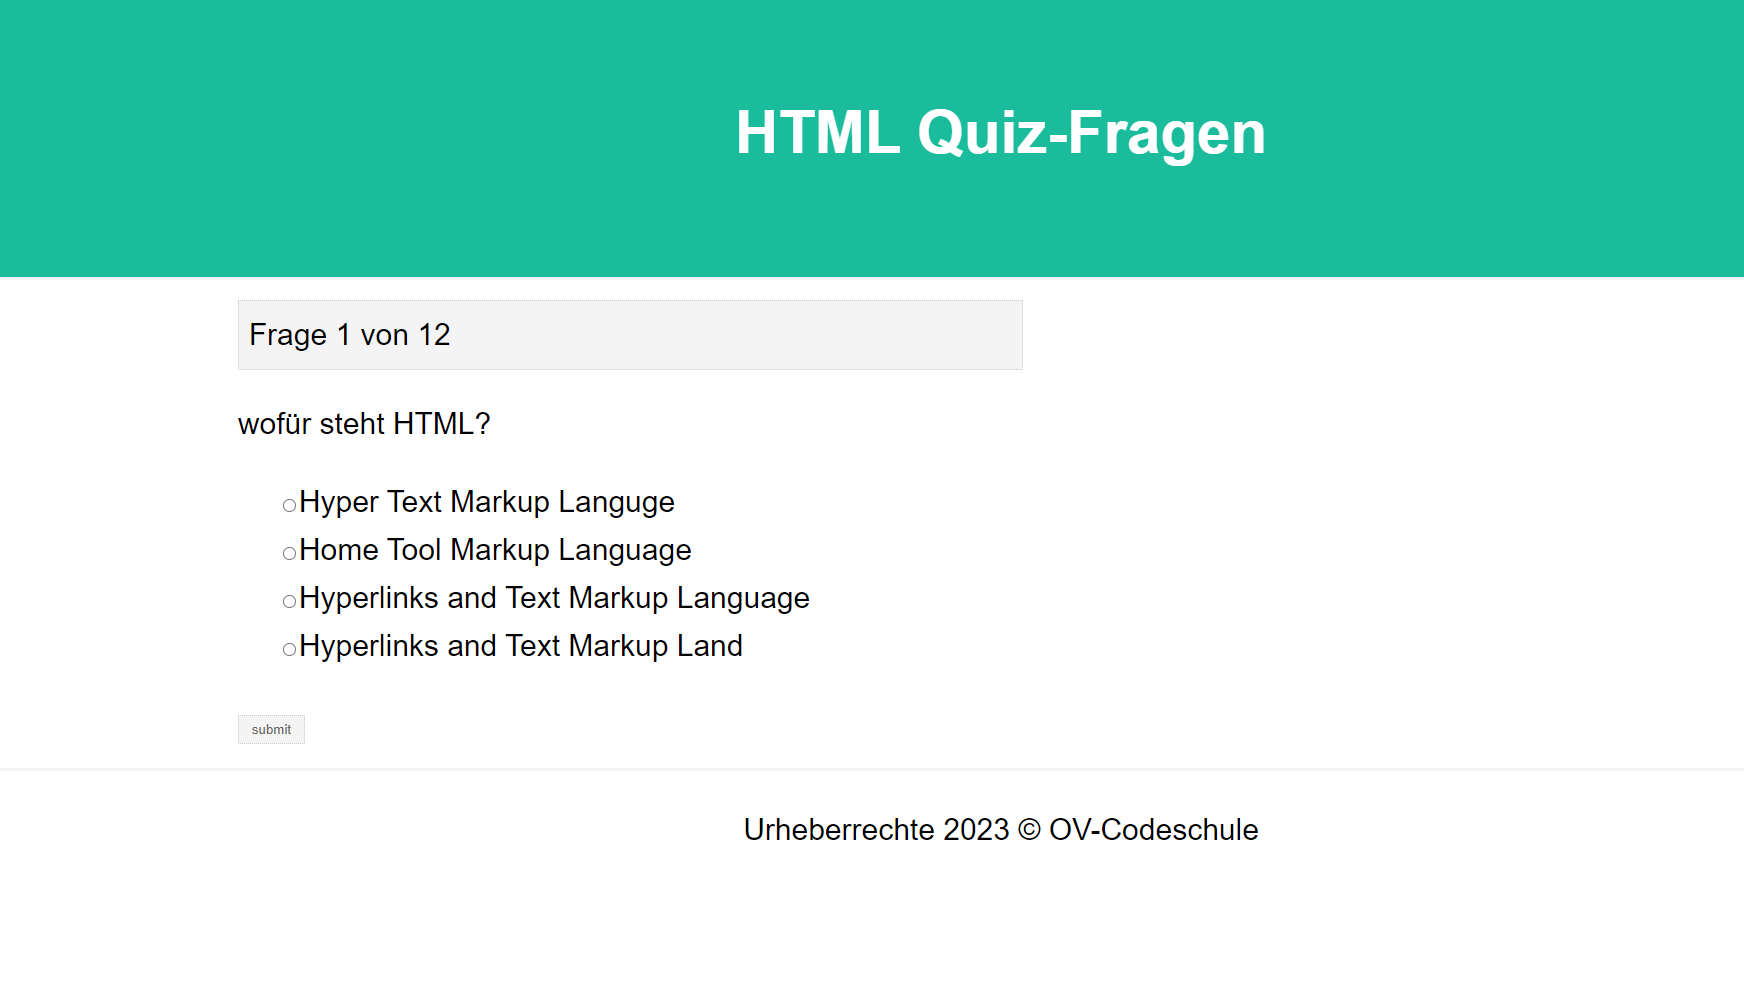 HTML Quiz-Fragen
Frage 1 von 12
wofür steht HTML?
Hyper Text Markup Languge
Home Tool Markup Language
Hyperlinks and Text Markup Language
Hyperlinks and Text Markup Land
submit
Urheberrechte 2023 © OV-Codeschule